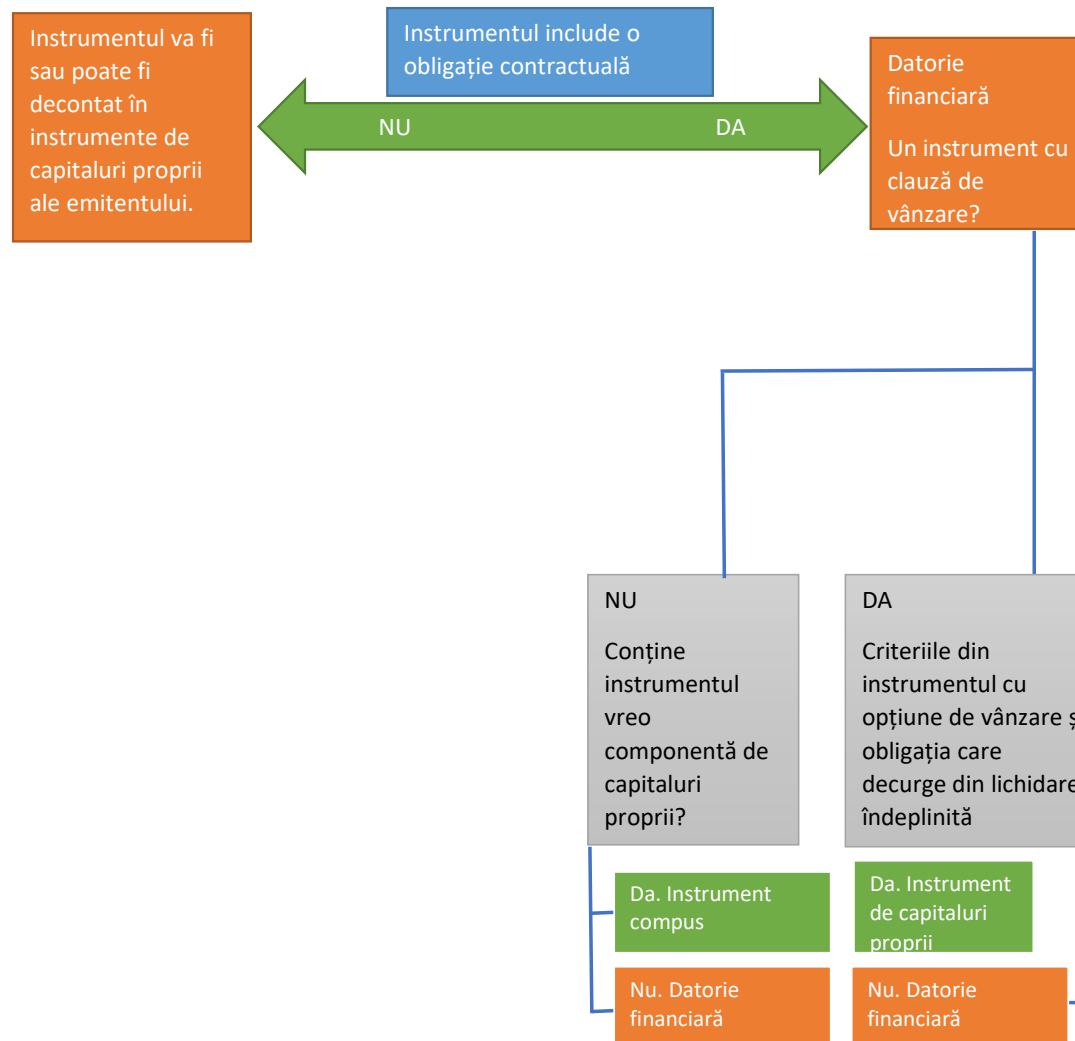 Instrumentul va fi
sau poate fi
decontat în
instrumente de
capitaluri proprii
ale emitentului.
Instrumentul include o
obligație contractuală
NU
DA
Datorie
financiară
Un instrument cu
clauză de
vânzare?
NU
Conține
instrumentul
vreo
componentă de
capitaluri
proprii?
DA
Criteriile din
instrumentul cu
opțiune de vânzare ș
obligația care
decurge din lichidare
îndeplinită
Da. Instrument
compus
Nu. Datorie
financiară
Da. Instrument
de capitaluri
proprii
Nu. Datorie
financiară